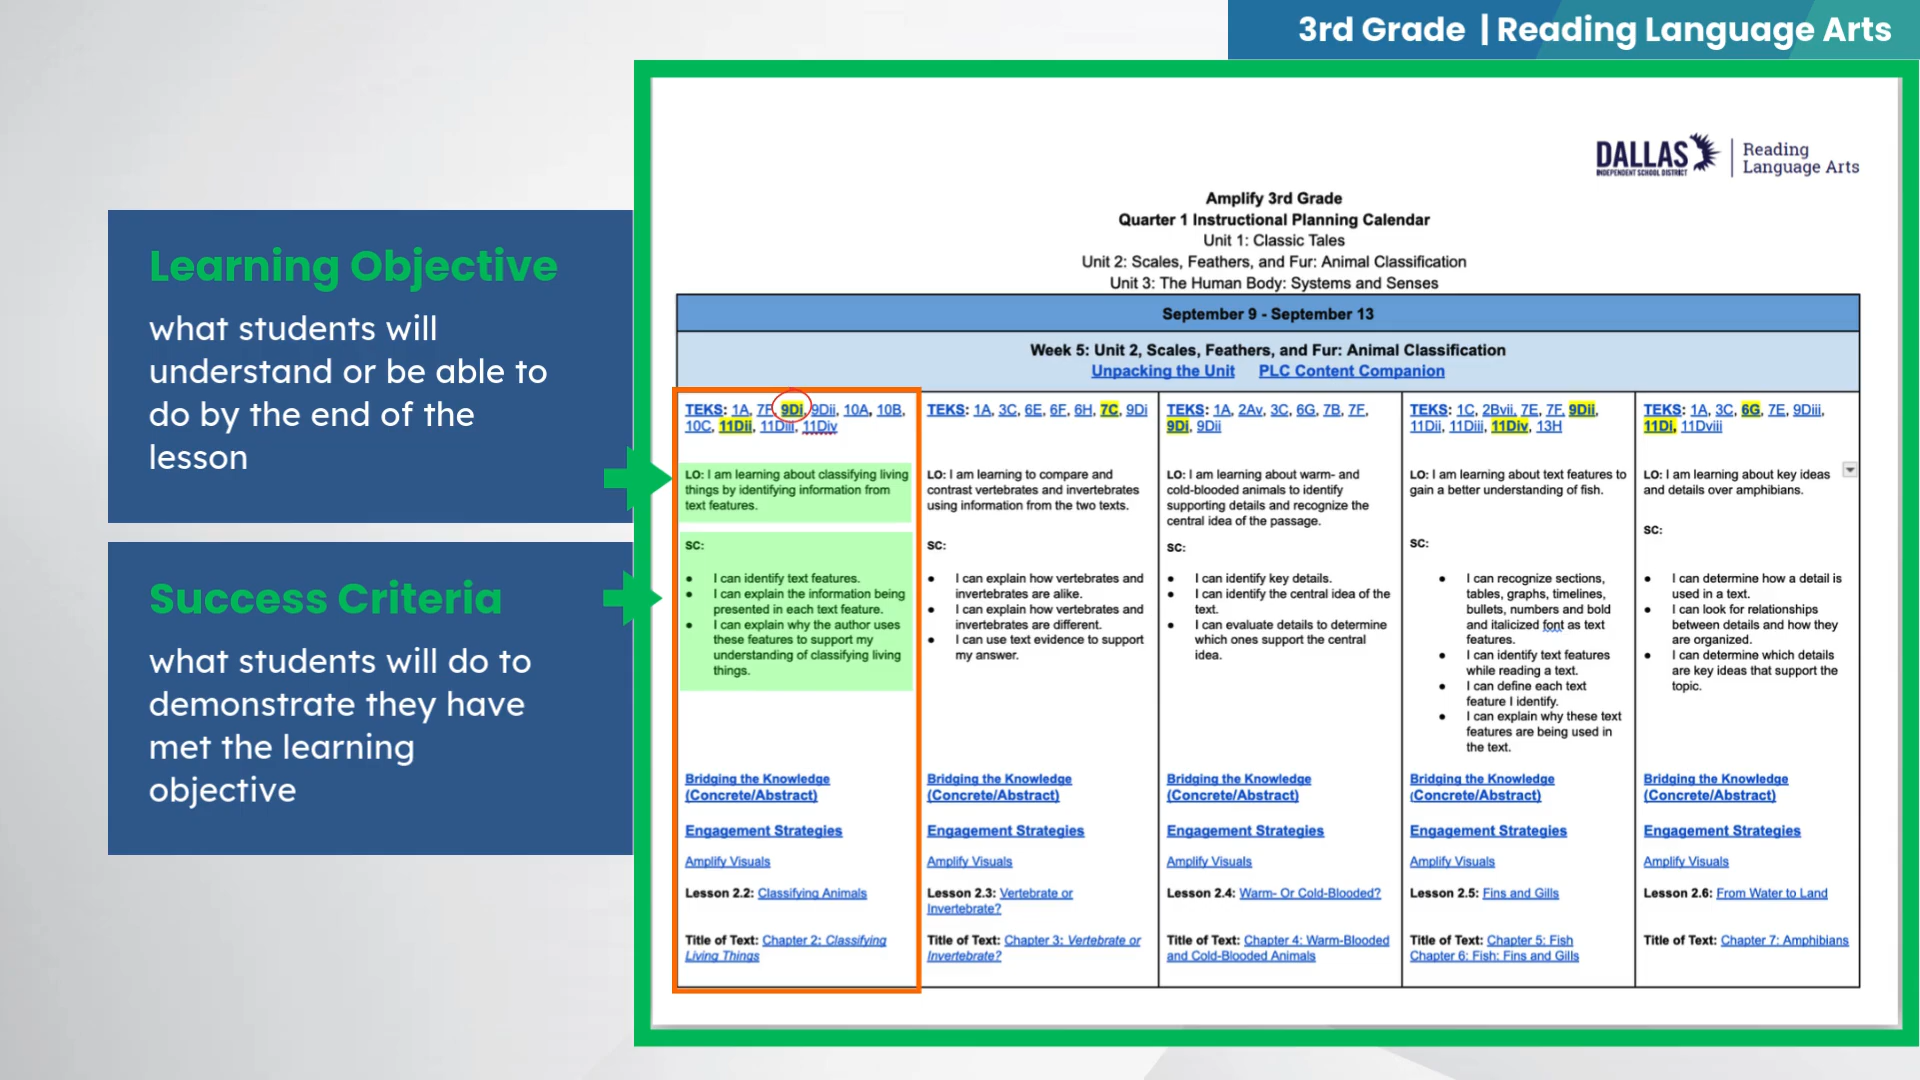 3rd Grade | Reading Language Arts
Learning Objective
what students will
understand or be able to
do by the end of the
lesson
Success Criteria
what students will do to
demonstrate they have
met the learning
objective
DALLAS
INDEPENDENT SCHOOL DISTRICT
Reading
Language Arts
Amplify 3rd Grade
Quarter 1 Instructional Planning Calendar
Unit 1: Classic Tales
Unit 2: Scales, Feathers, and Fur: Animal Classification
Unit 3: The Human Body: Systems and Senses
September 9 - September 13
Week 5: Unit 2, Scales, Feathers, and Fur: Animal Classification
Unpacking the Unit PLC Content Companion
TEKS: 1A, 7F, 9Di, 9Dii, 10A, 10B,
10C, 11Dii, 11Diii, 11Div
LO: I am learning about classifying living
things by identifying information from
text features.
SC:
● I can identify text features.
● I can explain the information being
presented in each text feature.
● I can explain why the author uses
these features to support my
understanding of classifying living
things.
Bridging the Knowledge
(Concrete/Abstract)
Engagement Strategies
Amplify Visuals
Lesson 2.2: Classifying Animals
Title of Text: Chapter 2: Classifying
Living Things
TEKS: 1A, 3C, 6E, 6F, 6H, 7C, 9Di
LO: I am learning to compare and
contrast vertebrates and invertebrates
using information from the two texts.
SC:
● I can explain how vertebrates and
invertebrates are alike.
● I can explain how vertebrates and
invertebrates are different.
● I can use text evidence to support
my answer.
Bridging the Knowledge
(Concrete/Abstract)
Engagement Strategies
Amplify Visuals
Lesson 2.3: Vertebrate or
Invertebrate?
Title of Text: Chapter 3: Vertebrate or
Invertebrate?
TEKS: 1A, 2Av, 3C, 6G, 7B, 7F,
9Di, 9Dii
LO: I am learning about warm- and
cold-blooded animals to identify
supporting details and recognize the
central idea of the passage.
SC:
● I can identify key details.
● I can identify the central idea of the
text.
● I can evaluate details to determine
which ones support the central
idea.
Bridging the Knowledge
(Concrete/Abstract)
Engagement Strategies
Amplify Visuals
Lesson 2.4: Warm- Or Cold-Blooded?
Title of Text: Chapter 4: Warm-Blooded
and Cold-Blooded Animals
TEKS: 1C, 2Bvii, 7E, 7F, 9Dii,
11Dii, 11Diii, 11Div, 13H
LO: I am learning about text features to
gain a better understanding of fish.
SC:
● I can recognize sections,
tables, graphs, timelines,
bullets, numbers and bold
and italicized font as text
features.
● I can identify text features
while reading a text.
● I can define each text
feature I identify.
● I can explain why these text
features are being used in
the text.
Bridging the Knowledge
(Concrete/Abstract)
Engagement Strategies
Amplify Visuals
Lesson 2.5: Fins and Gills
Title of Text: Chapter 5: Fish
Chapter 6: Fish: Fins and Gills
TEKS: 1A, 3C, 6G, 7E, 9Diii,
11Di, 11Dviii
LO: I am learning about key ideas
and details over amphibians.
SC:
● I can determine how a detail is
used in a text.
● I can look for relationships
between details and how they
are organized.
● I can determine which details
are key ideas that support the
topic.
Bridging the Knowledge
(Concrete/Abstract)
Engagement Strategies
Amplify Visuals
Lesson 2.6: From Water to Land
Title of Text: Chapter 7: Amphibians